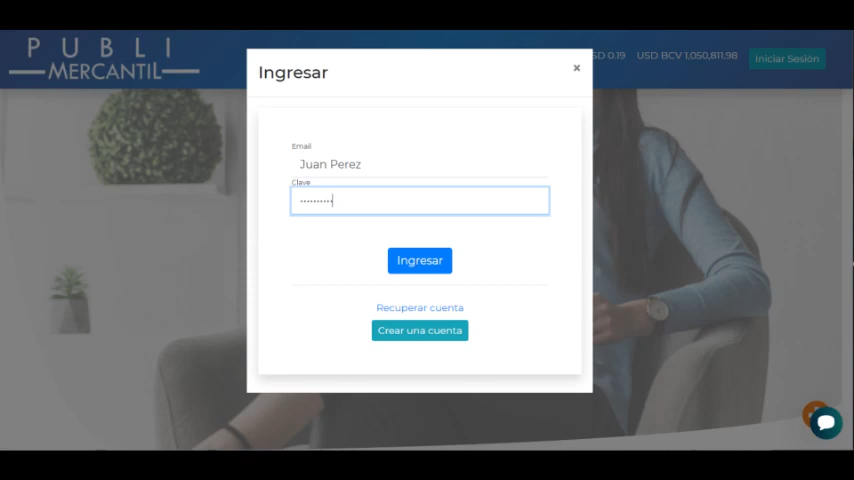 PUBLI
MERCANTIL
SD 0.19 USD BCV 1,050,811.98 Iniciar Sesión
Ingresar ×
Email
Juan Perez
Clave
••••••••••
Ingresar
Recuperar cuenta
Crear una cuenta